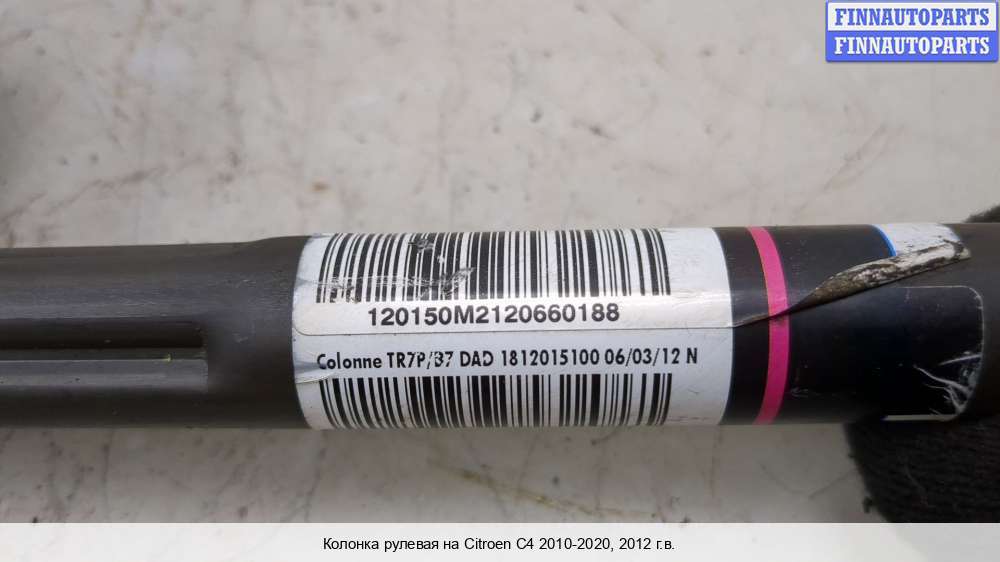 FINNAUTOPARTS
FINNAUTOPARTS
120150M2120660188
Colonne TR7P/B7 DAD 1812015100 06/03/12 N
Колонка рулевая на Citroen C4 2010-2020, 2012 г.в.